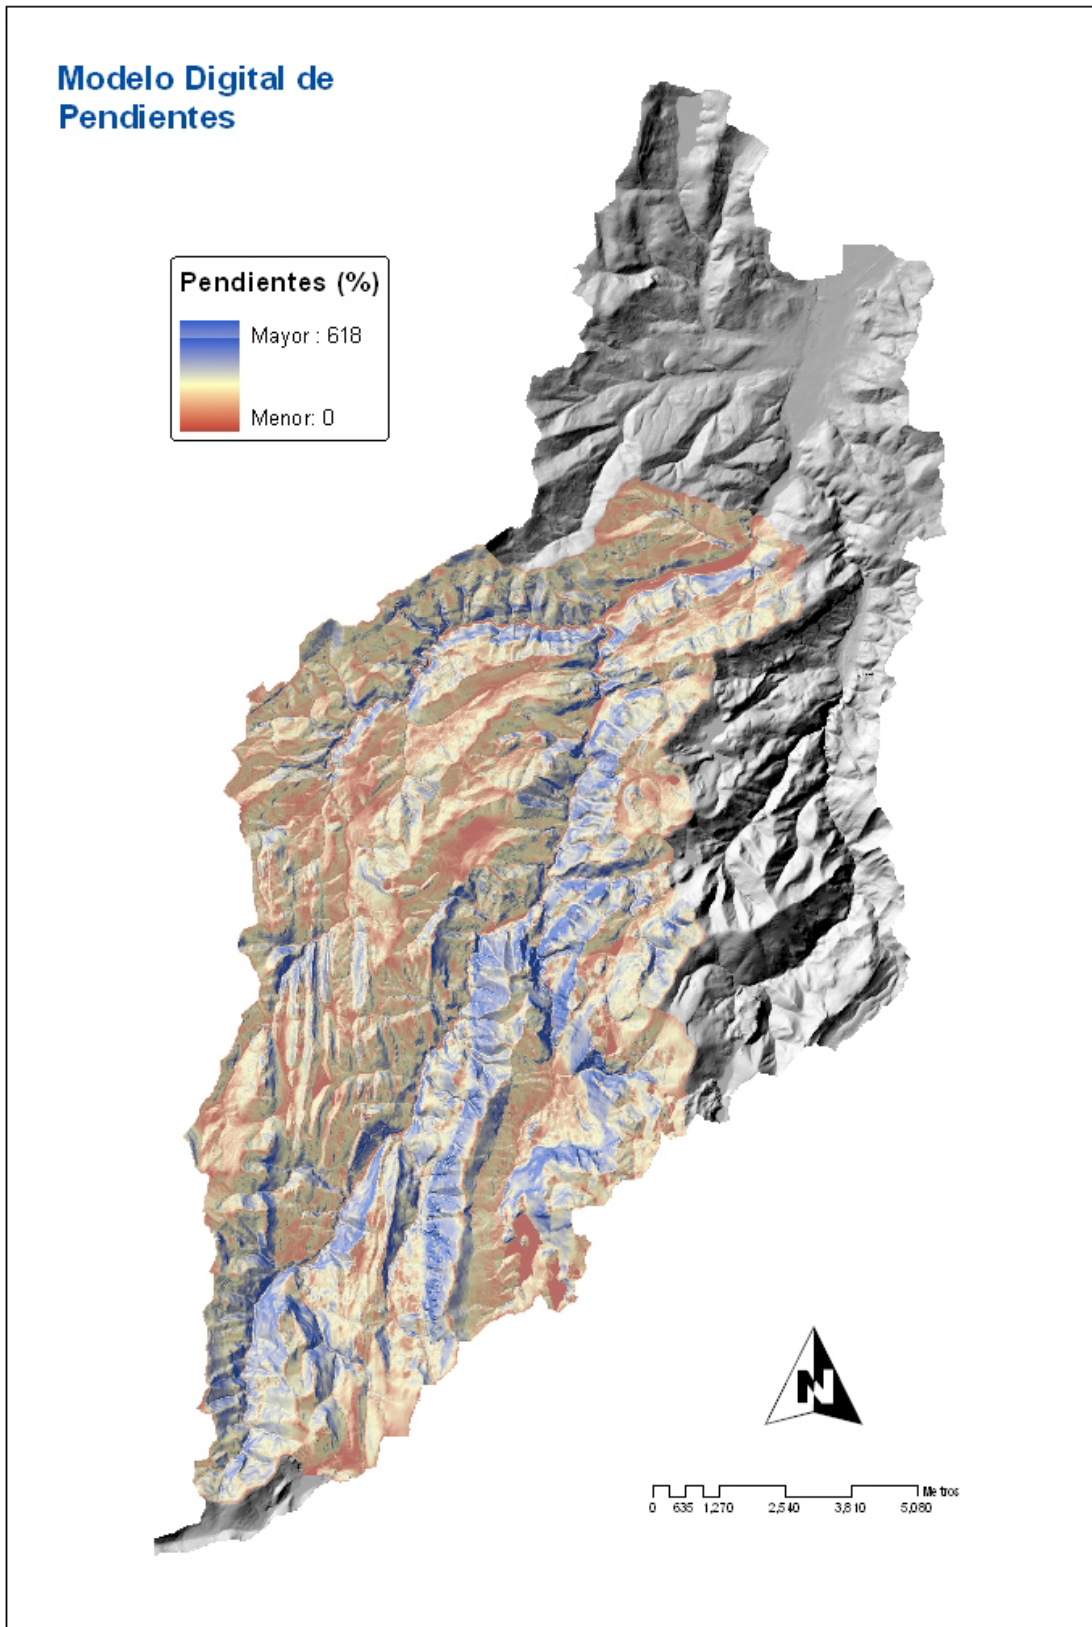 Modelo Digital de
Pendientes
Pendientes (%)
Mayor : 618
Menor: 0
N
Metros
0 635 1,270 2,540 3,810 5,080